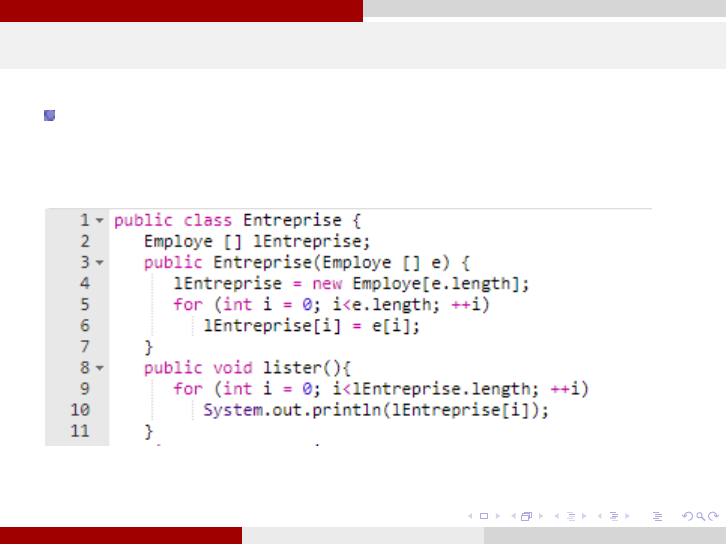 1 public class Entreprise {
2 Employe [] lEntreprise;
3 public Entreprise(Employe [] e) {
4 lEntreprise = new Employe[e.length];
5 for (int i = 0; i<e.length; ++i)
6 lEntreprise[i] = e[i];
7 }
8 public void lister(){
9 for (int i = 0; i<lEntreprise.length; ++i)
10 System.out.println(lEntreprise[i]);
11 }